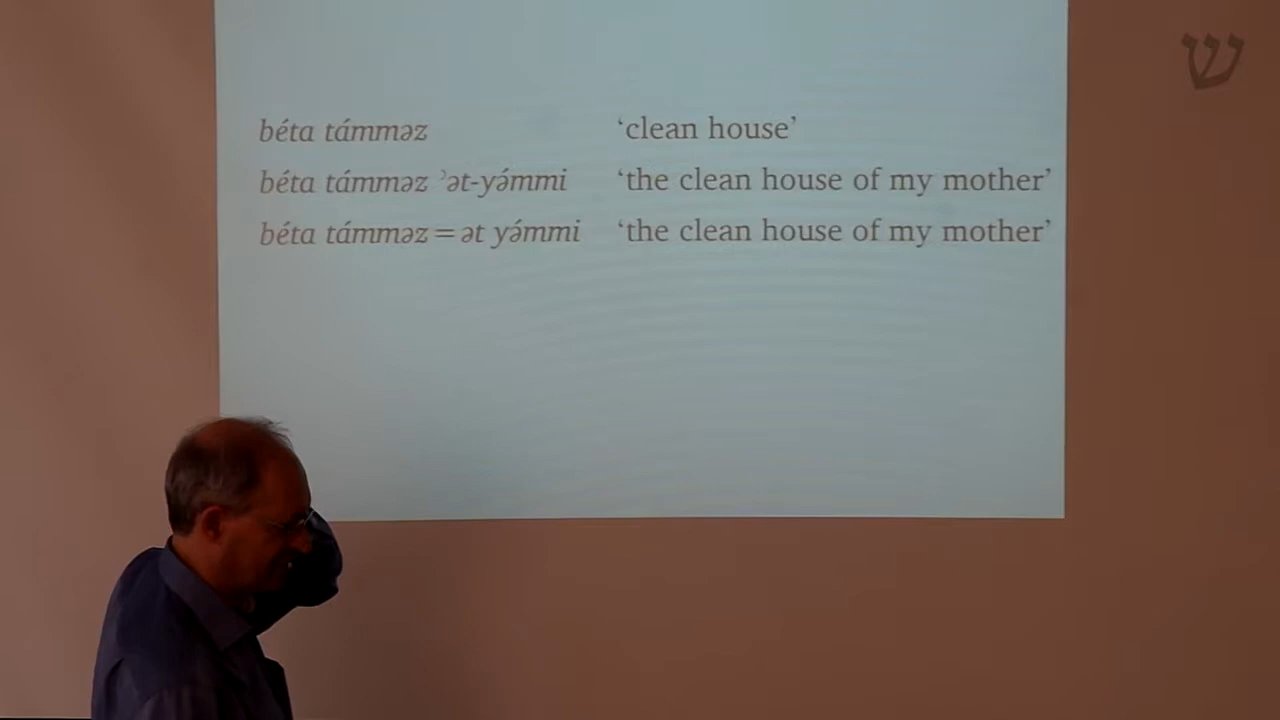 ש
béta támməz ‘clean house’
béta támməz ʾət-yə́mmi ‘the clean house of my mother’
béta támməz=ət yə́mmi ‘the clean house of my mother’